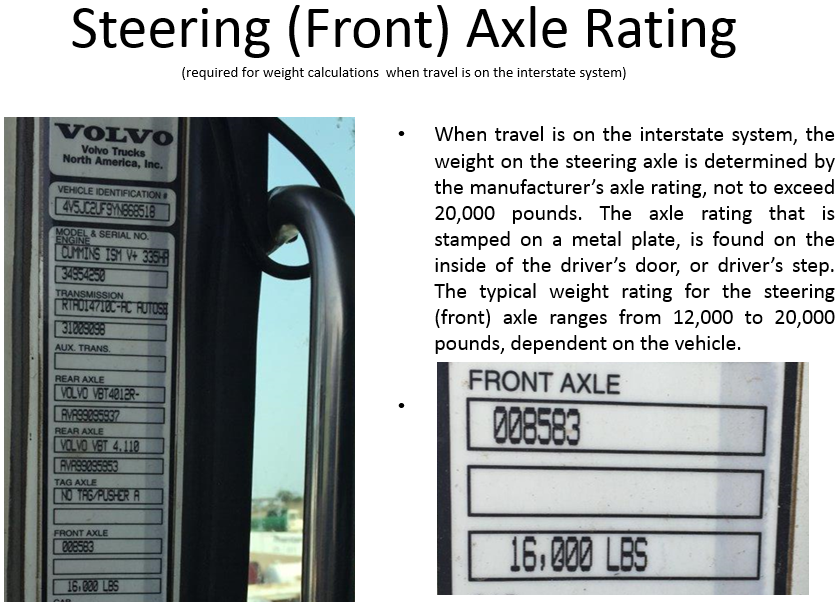 Steering (Front) Axle Rating
(required for weight calculations when travel is on the interstate system)
VOLVO
Volvo Trucks
North America, Inc.
VEHICLE IDENTIFICATION #
4V5JC2UF9YN868518
MODEL & SERIAL NO.
ENGINE
CUMMINS ISM V+ 335HP
34954250
TRANSMISSION
RTAO14710C-AC AUTOSE
31009098
AUX. TRANS.
REAR AXLE
VOLVO VBT4012R-
AVA99095937
REAR AXLE
VOLVO VBT 4.110
AVA99095953
TAG AXLE
NO TAG/PUSHER A
FRONT AXLE
008583
16,000 LBS
• When travel is on the interstate system, the
weight on the steering axle is determined by
the manufacturer's axle rating, not to exceed
20,000 pounds. The axle rating that is
stamped on a metal plate, is found on the
inside of the driver's door, or driver's step.
The typical weight rating for the steering
(front) axle ranges from 12,000 to 20,000
pounds, dependent on the vehicle.
•
FRONT AXLE
008583
16,000 LBS